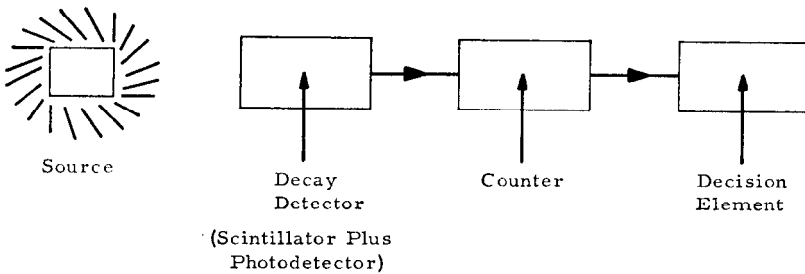 Source
Decay
Detector
(Scintillator Plus
Photodetector)
Counter
Decision
Element